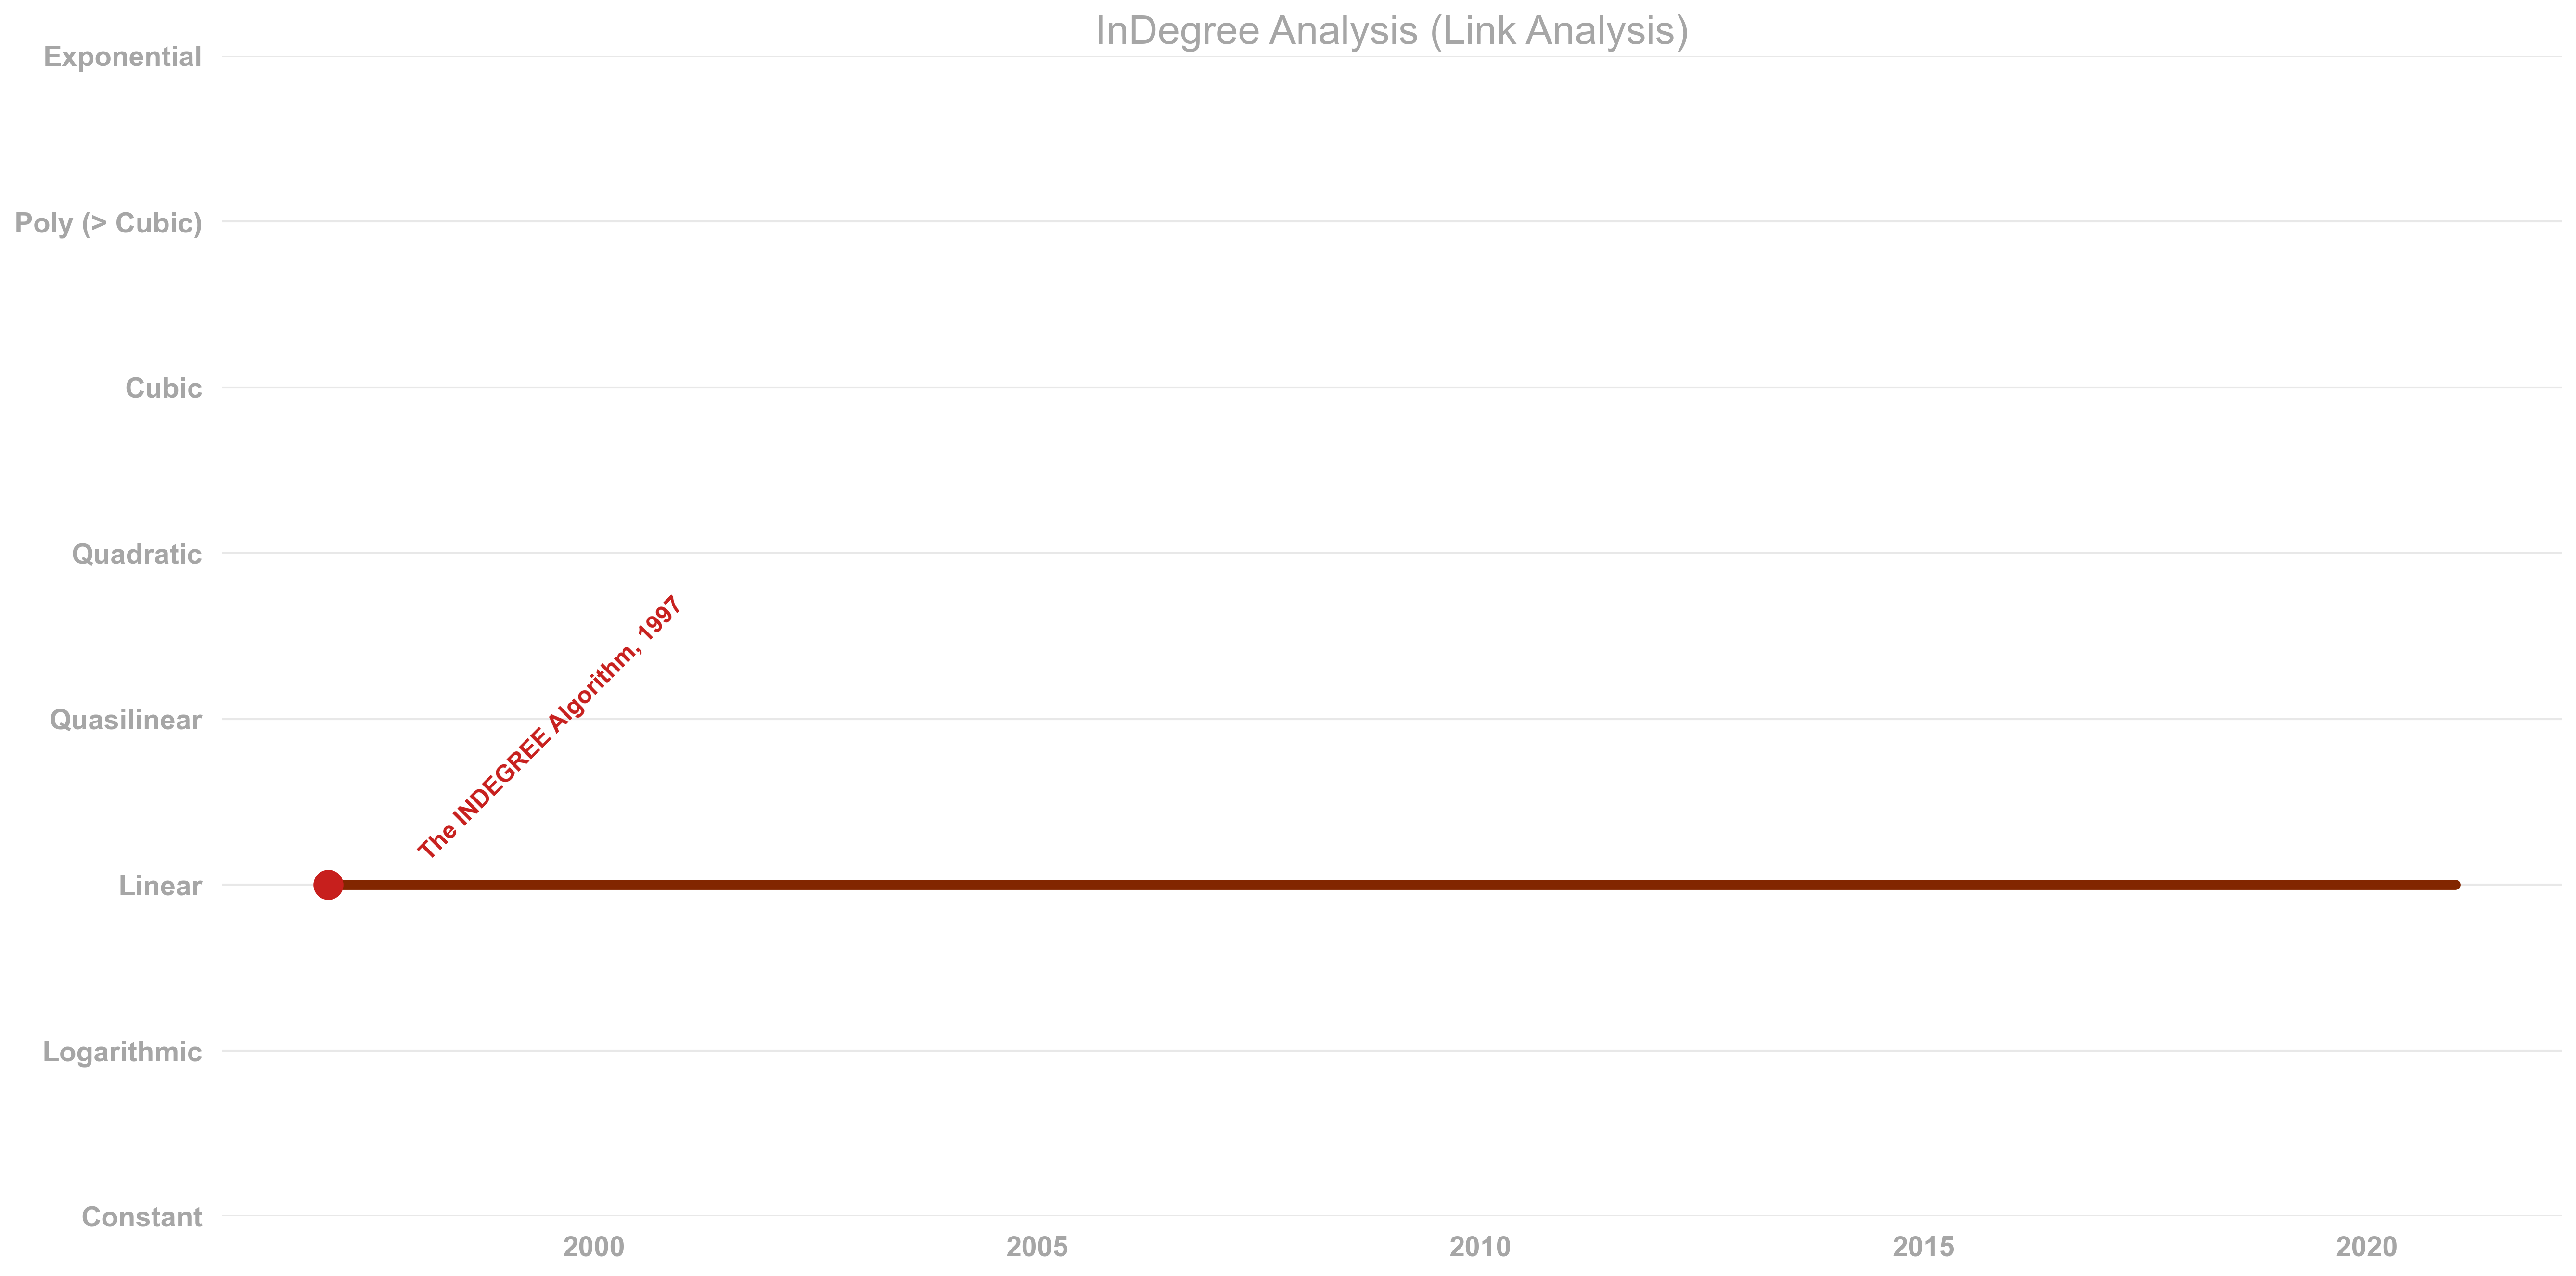 InDegree Analysis (Link Analysis)
Exponential
Poly (> Cubic)
Cubic
Quadratic
Quasilinear
Linear
Logarithmic
Constant
The INDEGREE Algorithm, 1997
2000
2005
2010
2015
2020